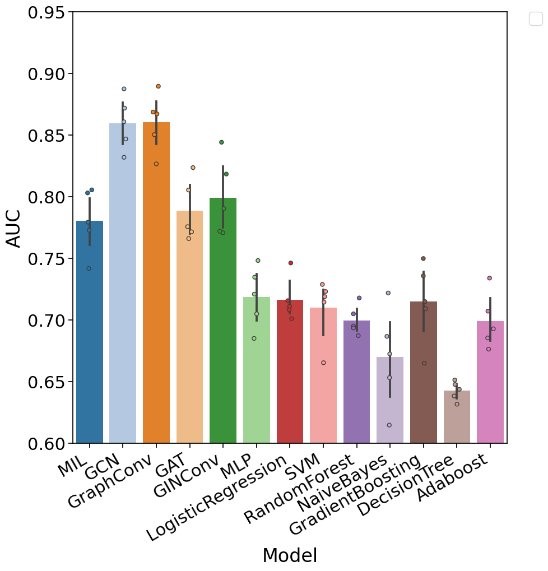 0.95
0.90
0.85
0.80
0.75
0.70
0.65
0.60
AUC
MIL
GCN
GraphConv
GAT
GINConv
MLP
LogisticRegression
SVM
RandomForest
NaiveBayes
GradientBoosting
DecisionTree
Adaboost
Model